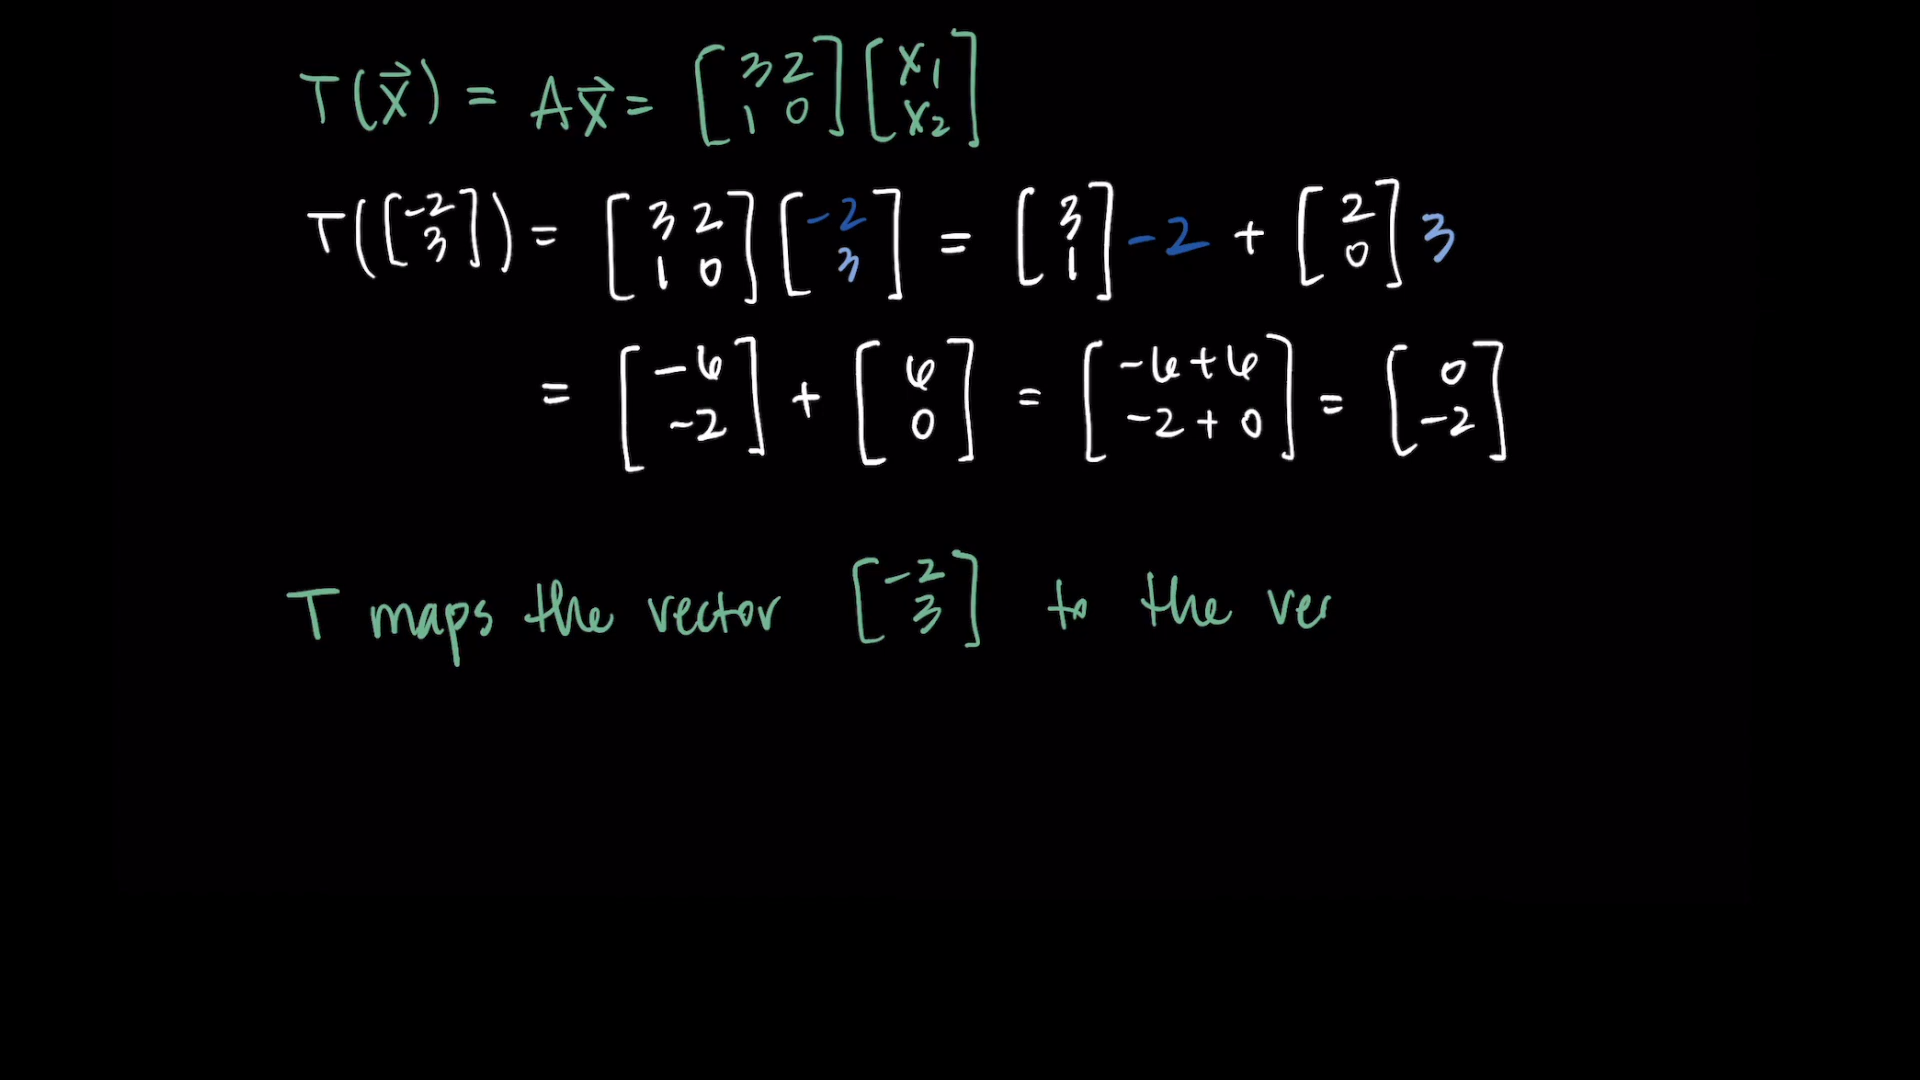 T(x⃗) = Ax⃗ = [3 2; 1 0] [x₁; x₂]
T([-2; 3]) = [3 2; 1 0] [-2; 3] = [3; 1] -2 + [2; 0] 3
= [-6; -2] + [6; 0] = [-6+6; -2+0] = [0; -2]
T maps the vector [-2; 3] to the vec